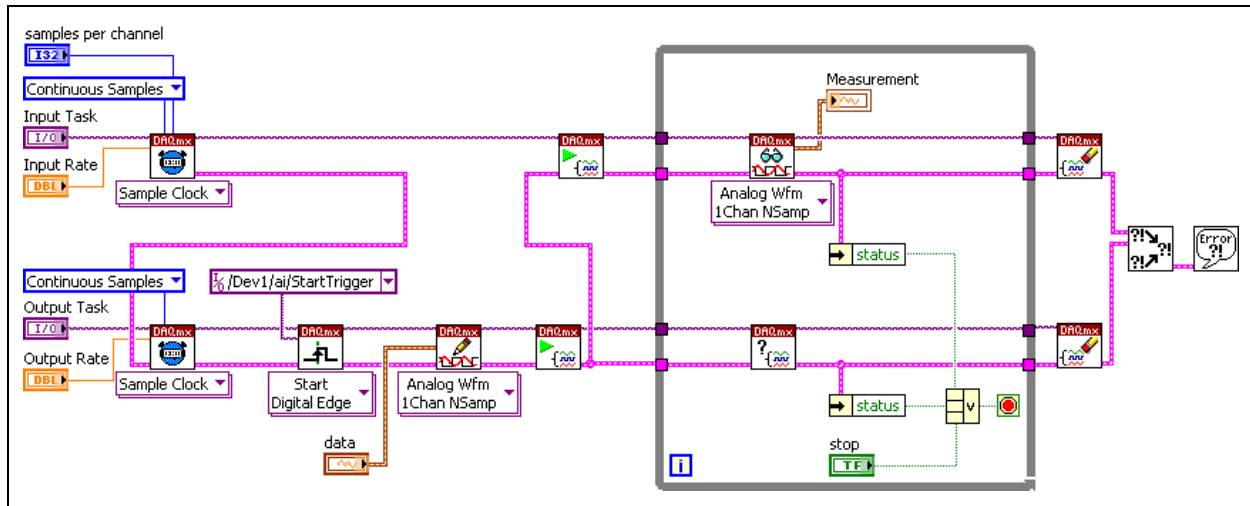 samples per channel
I32
Continuous Samples
Input Task
I/O
Input Rate
DBL
DAQmx
Sample Clock
DAQmx
Measurement
DAQmx
Analog Wfm
1Chan NSamp
DAQmx
status
?!
?!
?!
Error
?!
Continuous Samples
I/O /Dev1/ai/StartTrigger
Output Task
I/O
Output Rate
DBL
DAQmx
Sample Clock
DAQmx
Start
Digital Edge
DAQmx
Analog Wfm
1Chan NSamp
DAQmx
data
DAQmx
?
DAQmx
status
v
stop
TF
i